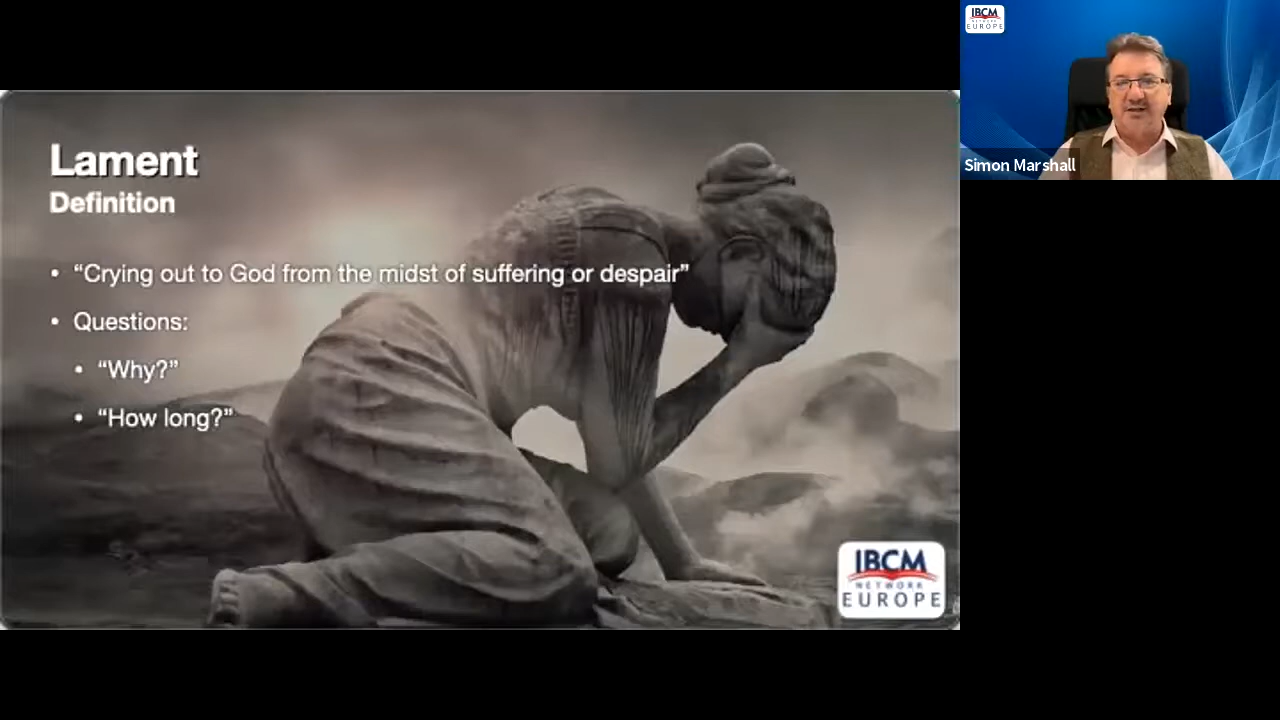 Lament
Definition
• “Crying out to God from the midst of suffering or despair”
• Questions:
• “Why?”
• “How long?”
IBCM
NETWORK
EUROPE
IBCM
NETWORK
EUROPE
Simon Marshall